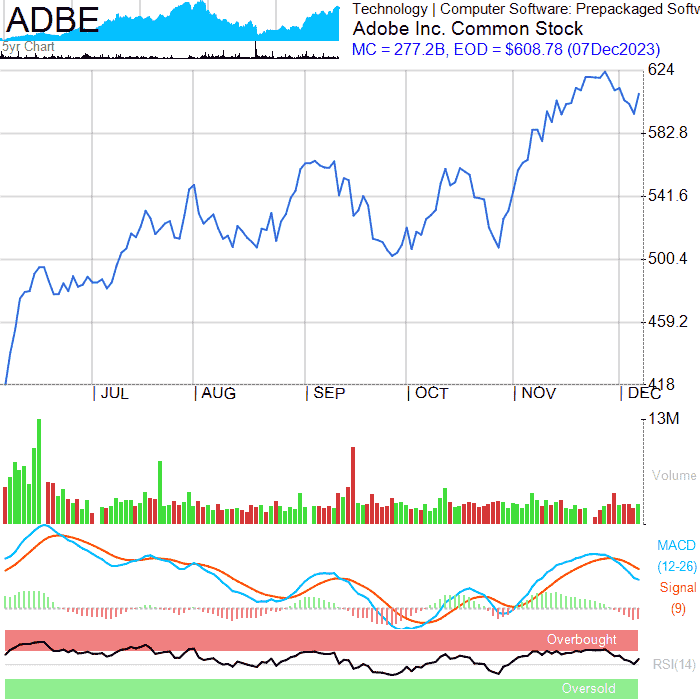 ADBE
5yr Chart
Technology | Computer Software: Prepackaged Softw
Adobe Inc. Common Stock
MC = 277.2B, EOD = $608.78 (07Dec2023)
624
582.8
541.6
500.4
459.2
418
JUL AUG SEP OCT NOV DEC
13M
Volume
MACD
(12-26)
Signal
(9)
Overbought
RSI(14)
Oversold